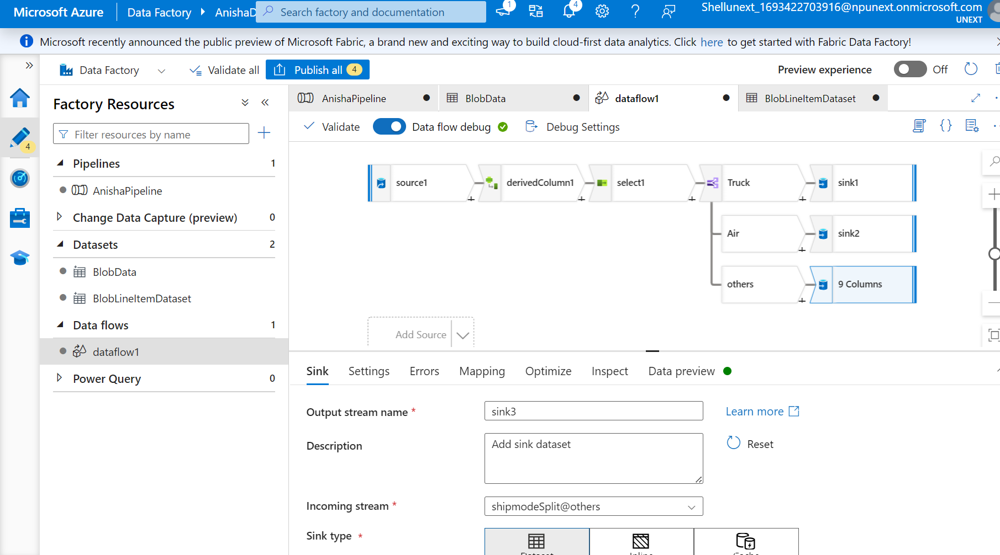 Microsoft Azure Data Factory AnishaD Search factory and documentation 1 4 Shellunext_1693422703916@npunext.onmicrosoft.com
UNEXT
Microsoft recently announced the public preview of Microsoft Fabric, a brand new and exciting way to build cloud-first data analytics. Click here to get started with Fabric Data Factory!
Data Factory Validate all Publish all 4 Preview experience Off
Factory Resources
AnishaPipeline BlobData dataflow1 BlobLineItemDataset
Filter resources by name
Validate Data flow debug Debug Settings
4
Pipelines 1
AnishaPipeline
Change Data Capture (preview) 0
Datasets 2
BlobData
BlobLineItemDataset
Data flows 1
dataflow1
Power Query 0
source1 derivedColumn1 select1 Truck sink1
Air sink2
others 9 Columns
Add Source
Sink Settings Errors Mapping Optimize Inspect Data preview
Output stream name * sink3 Learn more
Description Add sink dataset Reset
Incoming stream * shipmodeSplit@others
Sink type *